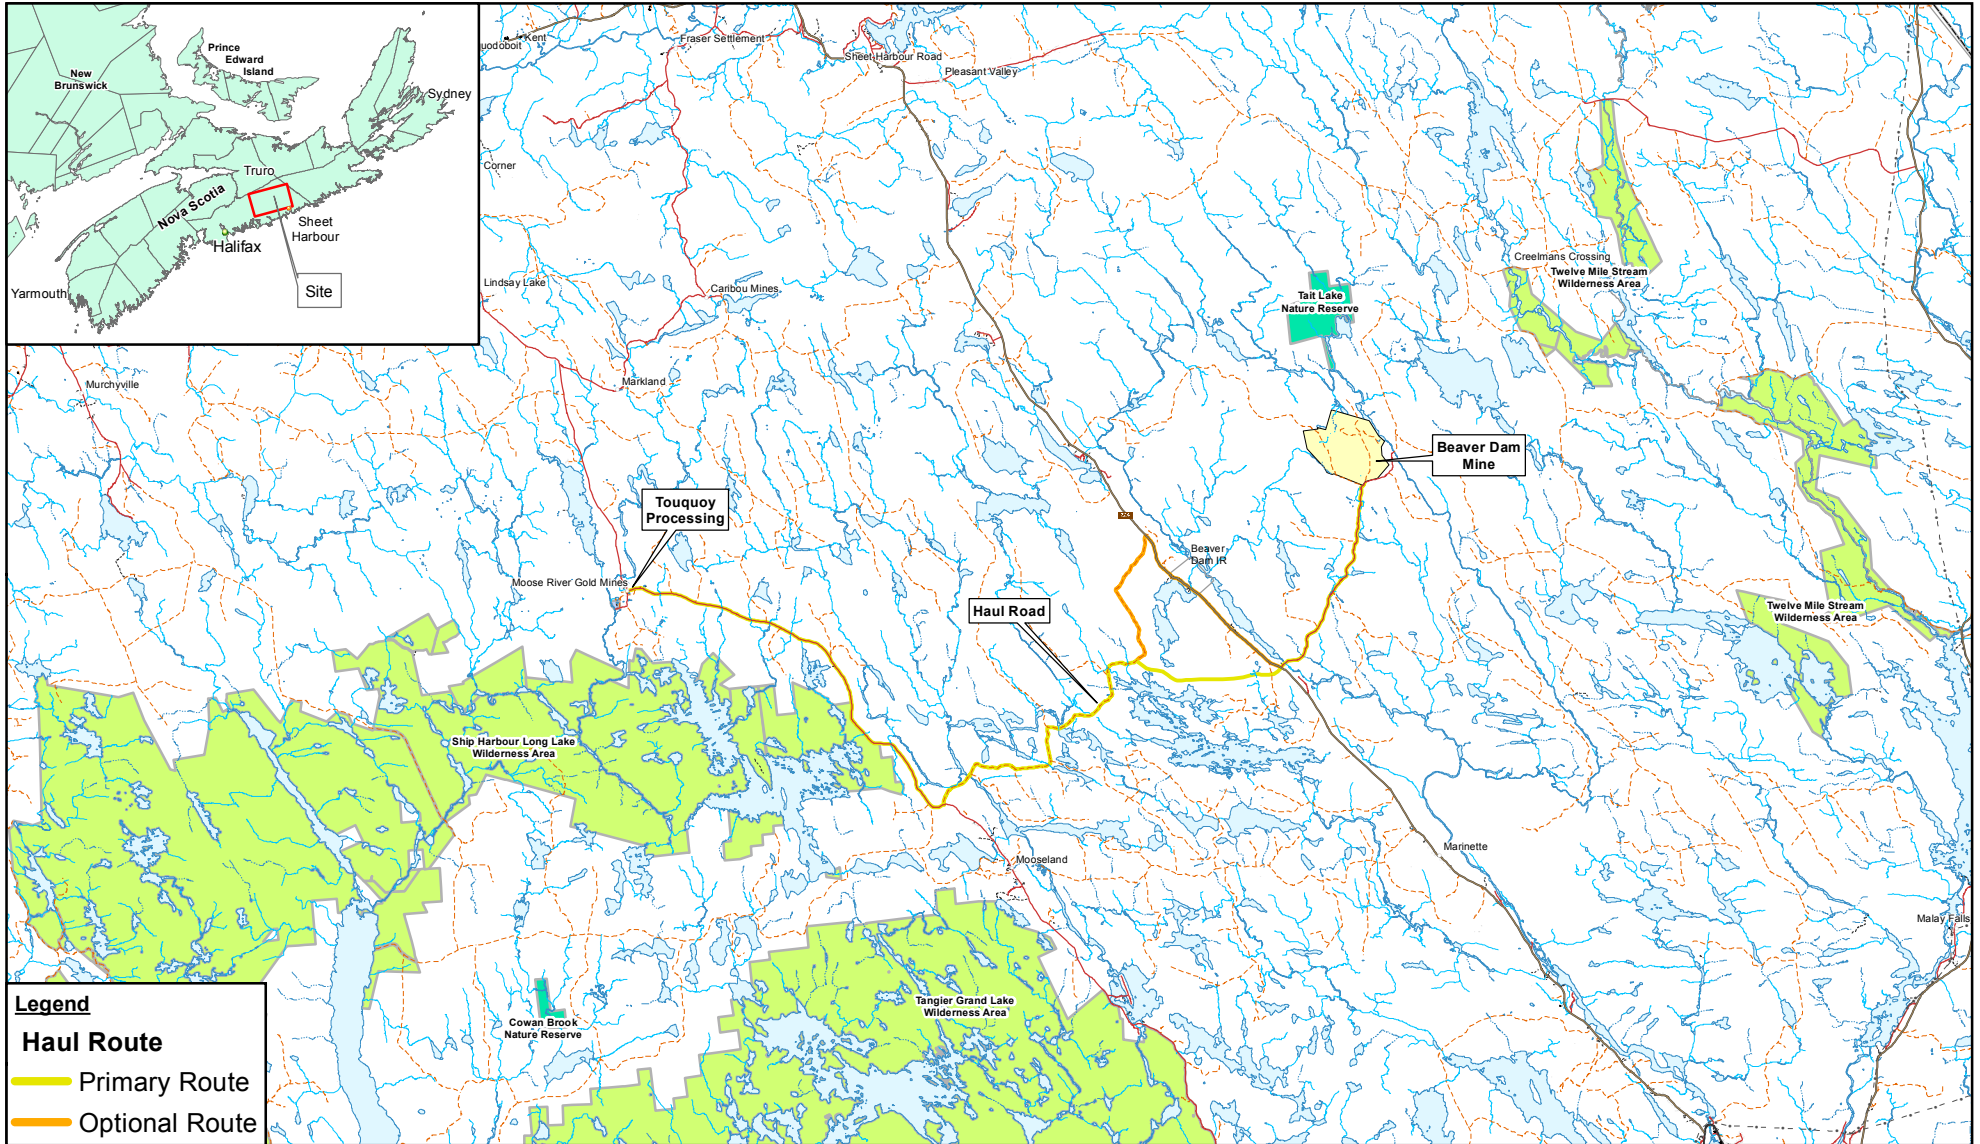 Prince
Edward
Island
New
Brunswick
Sydney
Truro
Nova Scotia
Sheet
Harbour
Halifax
Yarmouth
Site
Kent
Fraser Settlement
Sheet Harbour Road
Pleasant Valley
Corner
Lindsay Lake
Caribou Mines
Markland
Murchyville
Creelmans Crossing
Twelve Mile Stream
Wilderness Area
Tait Lake
Nature Reserve
Beaver Dam
Mine
Touquoy
Processing
224
Beaver
Dam IR
Moose River Gold Mines
Haul Road
Twelve Mile Stream
Wilderness Area
Ship Harbour Long Lake
Wilderness Area
Mooseland
Marinette
Malay Falls
Tangier Grand Lake
Wilderness Area
Cowan Brook
Nature Reserve
Legend
Haul Route
Primary Route
Optional Route